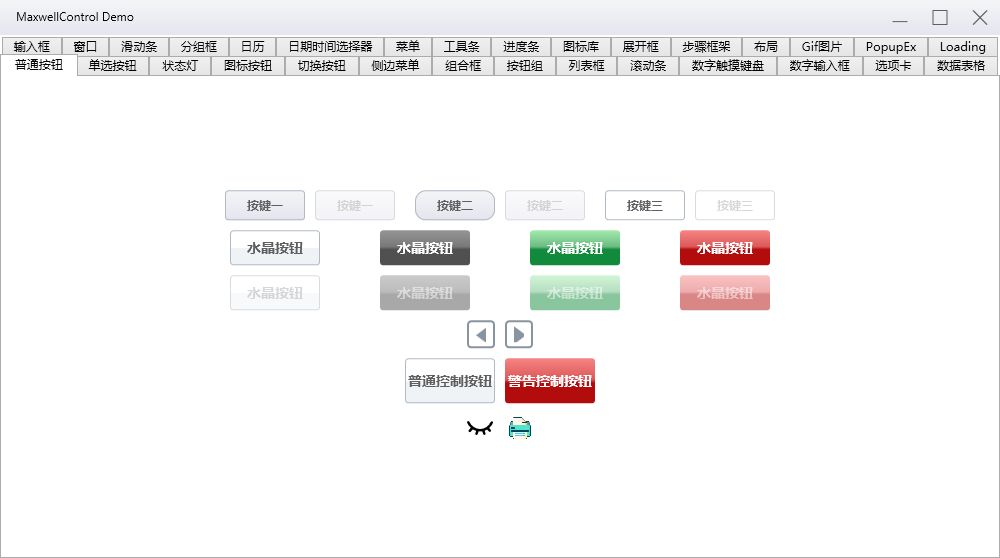 MaxwellControl Demo
输入框 窗口 滑动条 分组框 日历 日期时间选择器 菜单 工具条 进度条 图标库 展开框 步骤框架 布局 Gif图片 PopupEx Loading
普通按钮 单选按钮 状态灯 图标按钮 切换按钮 侧边菜单 组合框 按钮组 列表框 滚动条 数字触摸键盘 数字输入框 选项卡 数据表格
按键一 按键一 按键二 按键二 按键三 按键三
水晶按钮 水晶按钮 水晶按钮 水晶按钮
水晶按钮 水晶按钮 水晶按钮 水晶按钮
普通控制按钮 警告控制按钮